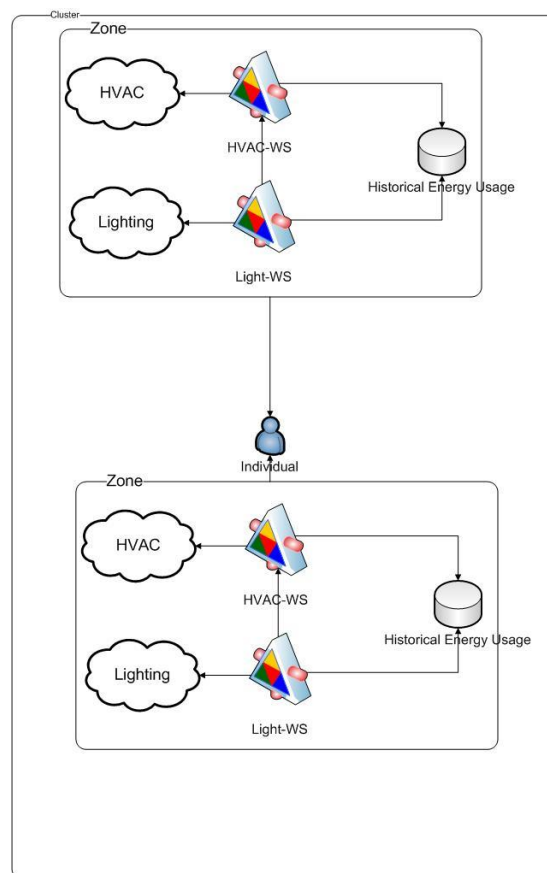 Cluster
Zone
HVAC
HVAC-WS
Historical Energy Usage
Lighting
Light-WS
Individual
Zone
HVAC
HVAC-WS
Historical Energy Usage
Lighting
Light-WS